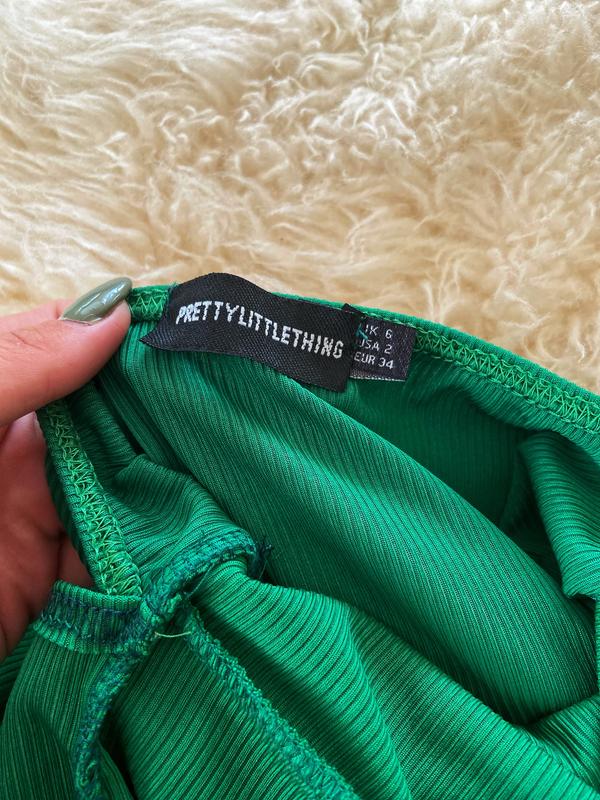 PRETTYLITTLETHING
UK 6
USA 2
EUR 34